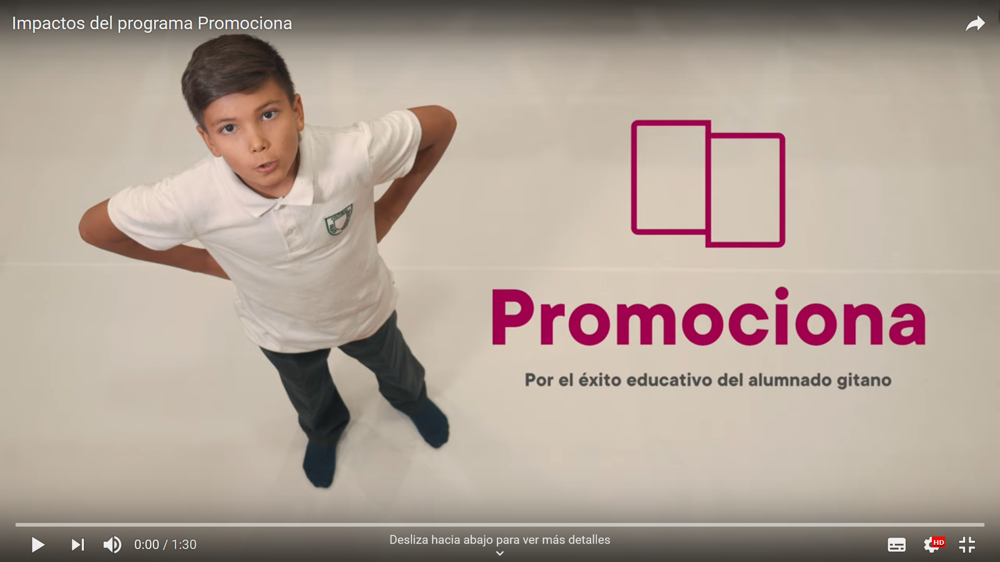 Impactos del programa Promociona
Promociona
Por el éxito educativo del alumnado gitano
Desliza hacia abajo para ver más detalles
0:00 / 1:30
HD